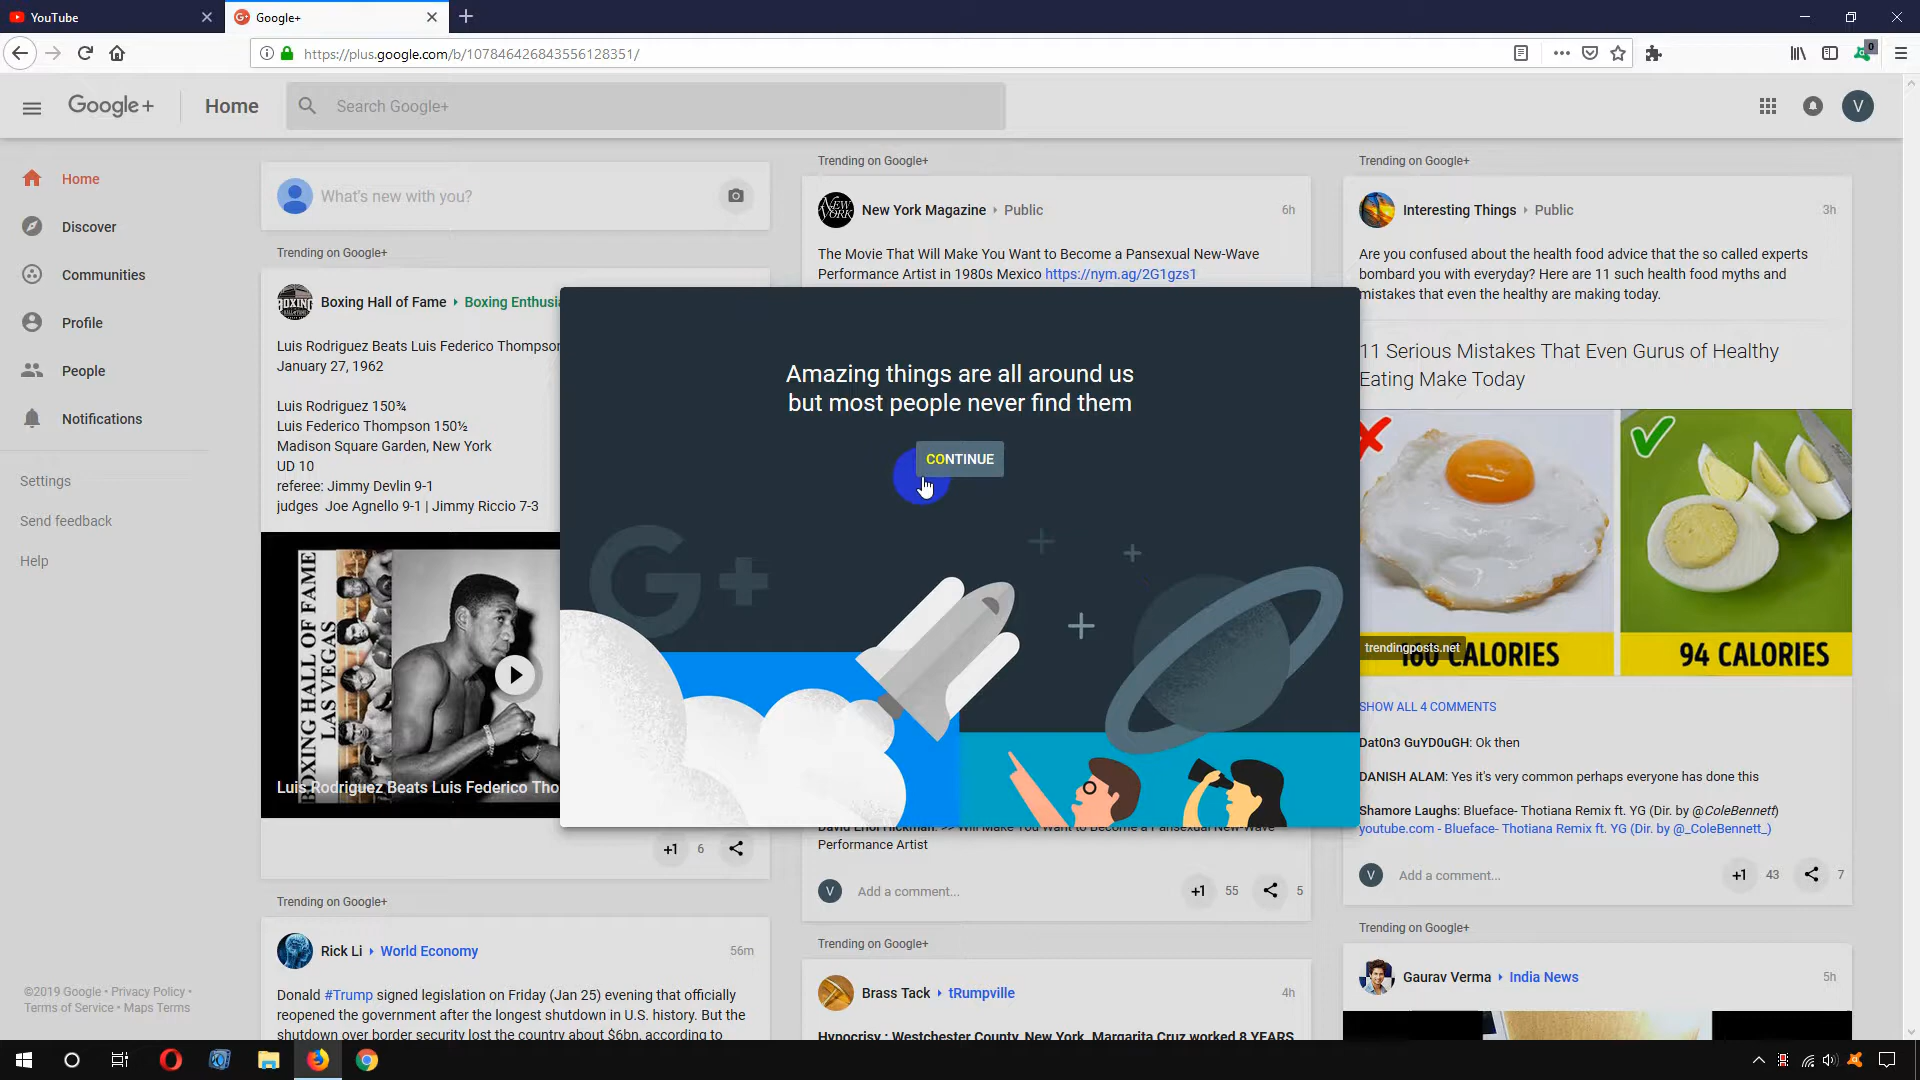 YouTube
Google+
https://plus.google.com/b/107846426843556128351/
0
Google+
Home
Search Google+
V
Home
Discover
Communities
Profile
People
Notifications
Settings
Send feedback
Help
©2019 Google • Privacy Policy •
Terms of Service • Maps Terms
What's new with you?
Trending on Google+
Boxing Hall of Fame
Boxing Enthusia
Luis Rodriguez Beats Luis Federico Thompson
January 27, 1962
Luis Rodriguez 150¾
Luis Federico Thompson 150½
Madison Square Garden, New York
UD 10
referee: Jimmy Devlin 9-1
judges  Joe Agnello 9-1 | Jimmy Riccio 7-3
BOXING HALL OF FAME
LAS VEGAS
Luis Rodriguez Beats Luis Federico Tho
+1
6
Trending on Google+
Rick Li
World Economy
56m
Donald #Trump signed legislation on Friday (Jan 25) evening that officially
reopened the government after the longest shutdown in U.S. history. But the
shutdown over border security lost the country about $6bn, according to
Trending on Google+
New York Magazine
Public
6h
The Movie That Will Make You Want to Become a Pansexual New-Wave
Performance Artist in 1980s Mexico https://nym.ag/2G1gzs1
Amazing things are all around us
but most people never find them
CONTINUE
G+
Will Make You Want to Become a Pansexual New-Wave
Performance Artist
V
Add a comment...
+1
55
5
Trending on Google+
Brass Tack
tRumpville
4h
Hypocrisy : Westchester County, New York, Margarita Cruz worked 8 YEARS
Trending on Google+
Interesting Things
Public
3h
Are you confused about the health food advice that the so called experts
bombard you with everyday? Here are 11 such health food myths and
mistakes that even the healthy are making today.
11 Serious Mistakes That Even Gurus of Healthy
Eating Make Today
trendingposts.net
CALORIES
94 CALORIES
SHOW ALL 4 COMMENTS
Dat0n3 GuYD0uGH: Ok then
DANISH ALAM: Yes it's very common perhaps everyone has done this
Shamore Laughs: Blueface- Thotiana Remix ft. YG (Dir. by @ColeBennett)
youtube.com - Blueface- Thotiana Remix ft. YG (Dir. by @_ColeBennett_)
V
Add a comment...
+1
43
7
Trending on Google+
Gaurav Verma
India News
5h